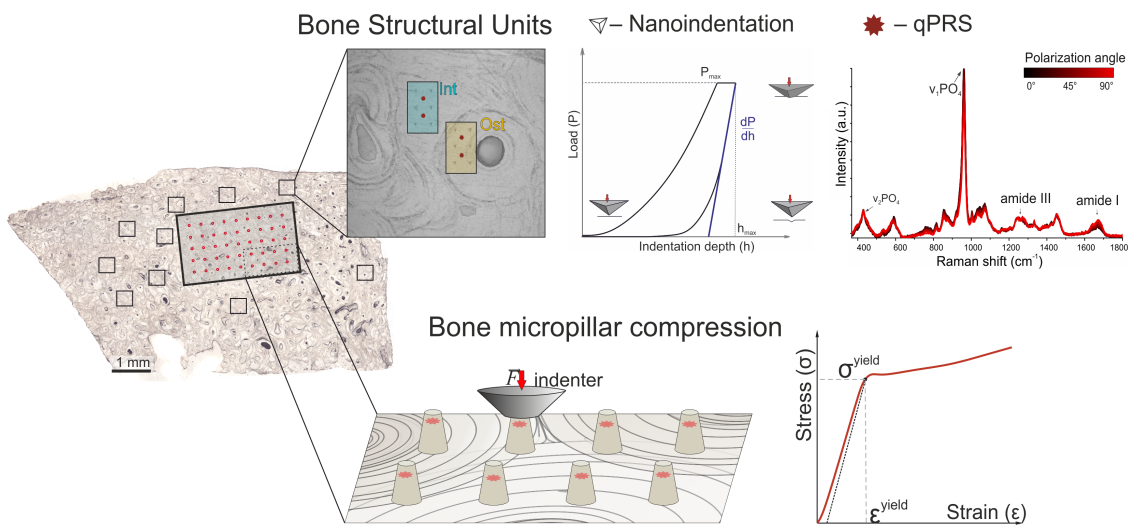 Bone Structural Units
– Nanoindentation
– qPRS
Int
Ost
Load (P)
Pmax
dP
dh
hmax
Indentation depth (h)
Polarization angle
0° 45° 90°
ν₁PO₄
ν₂PO₄
amide III
amide I
Intensity (a.u.)
400 600 800 1000 1200 1400 1600 1800
Raman shift (cm⁻¹)
1 mm
Bone micropillar compression
F indenter
Stress (σ)
σyield
εyield
Strain (ε)